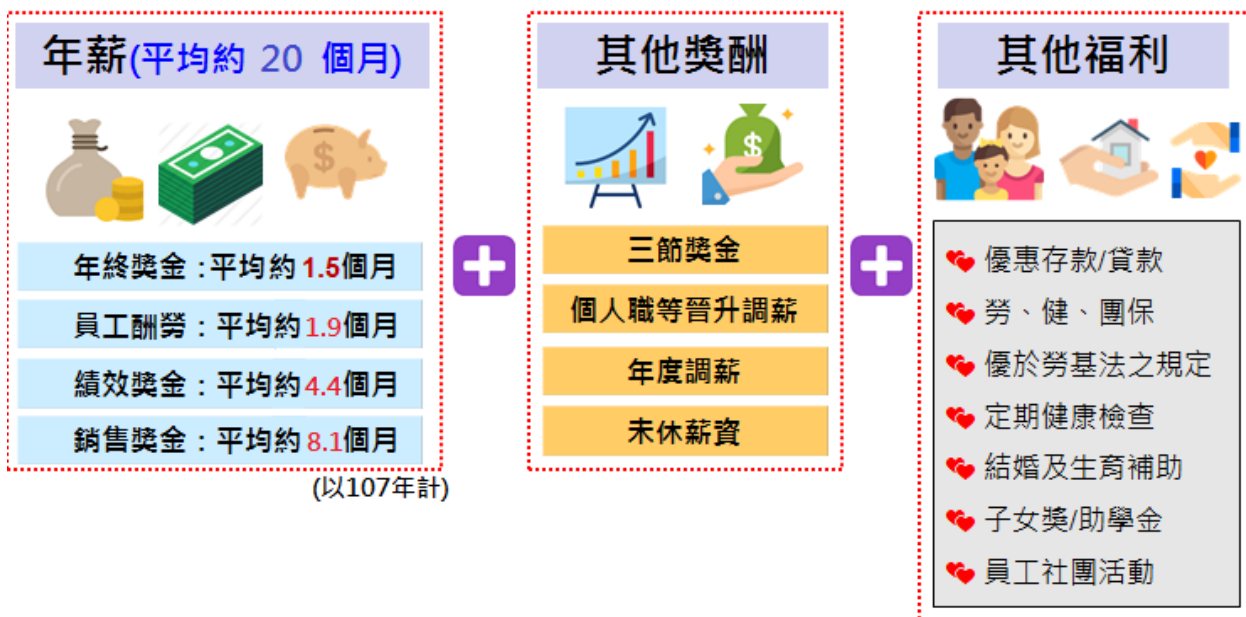 年薪(平均約 20 個月)
年終獎金:平均約1.5個月
員工酬勞:平均約1.9個月
績效獎金:平均約4.4個月
銷售獎金:平均約8.1個月
(以107年計)
其他獎酬
三節獎金
個人職等晉升調薪
年度調薪
未休薪資
其他福利
優惠存款/貸款
勞、健、團保
優於勞基法之規定
定期健康檢查
結婚及生育補助
子女獎/助學金
員工社團活動